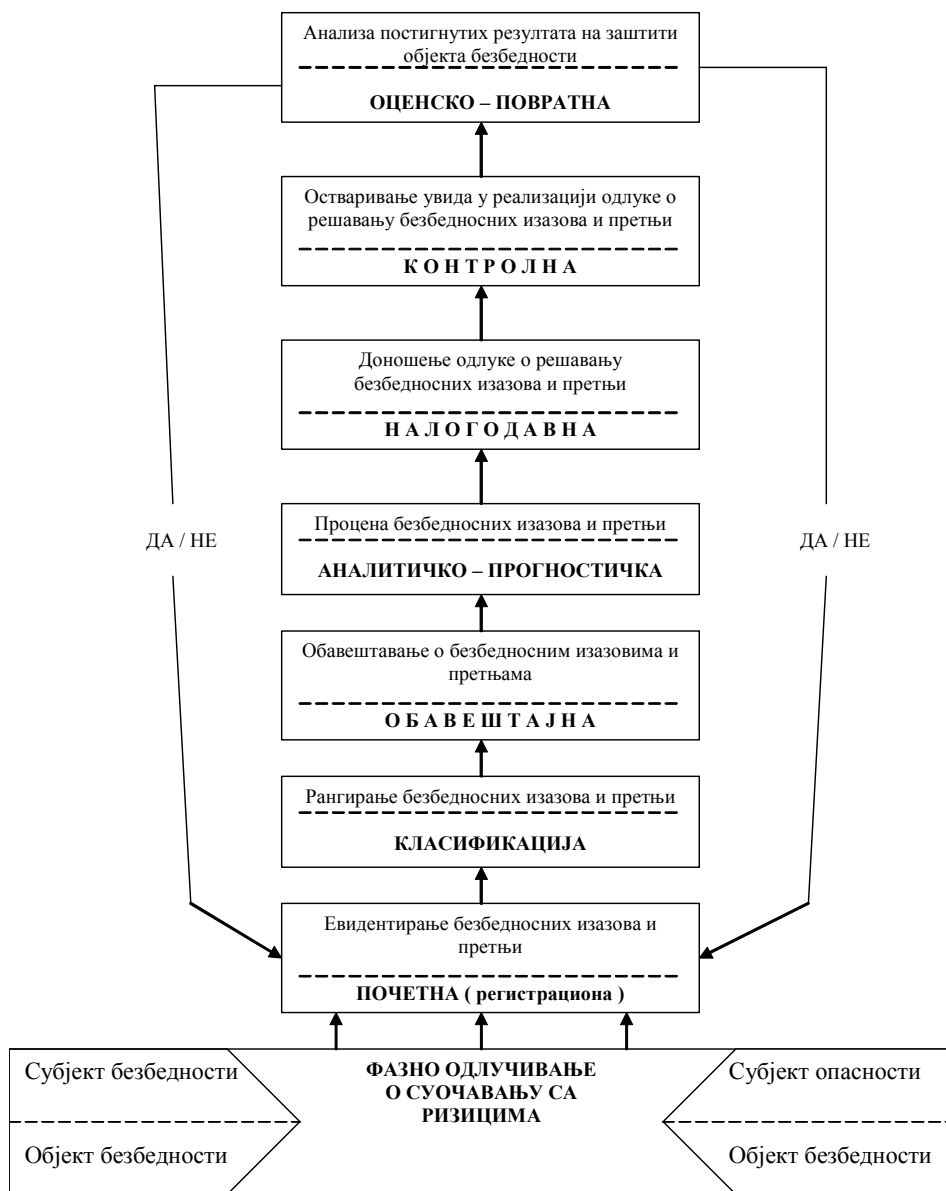 Анализа постигнутих резултата на заштити
објекта безбедности
ОЦЕНСКО – ПОВРАТНА
Остваривање увида у реализацији одлуке о
решавању безбедносних изазова и претњи
К О Н Т Р О Л Н А
Доношење одлуке о решавању
безбедносних изазова и претњи
Н А Л О Г О Д А В Н А
Процена безбедносних изазова и претњи
АНАЛИТИЧКО – ПРОГНОСТИЧКА
ДА / НЕ
ДА / НЕ
Обавештавање о безбедносним изазовима и
претњама
О Б А В Е Ш Т А Ј Н А
Рангирање безбедносних изазова и претњи
КЛАСИФИКАЦИЈА
Евидентирање безбедносних изазова и
претњи
ПОЧЕТНА ( регистрациона )
Субјект безбедности
Објект безбедности
ФАЗНО ОДЛУЧИВАЊЕ
О СУОЧАВАЊУ СА
РИЗИЦИМА
Субјект опасности
Објект безбедности